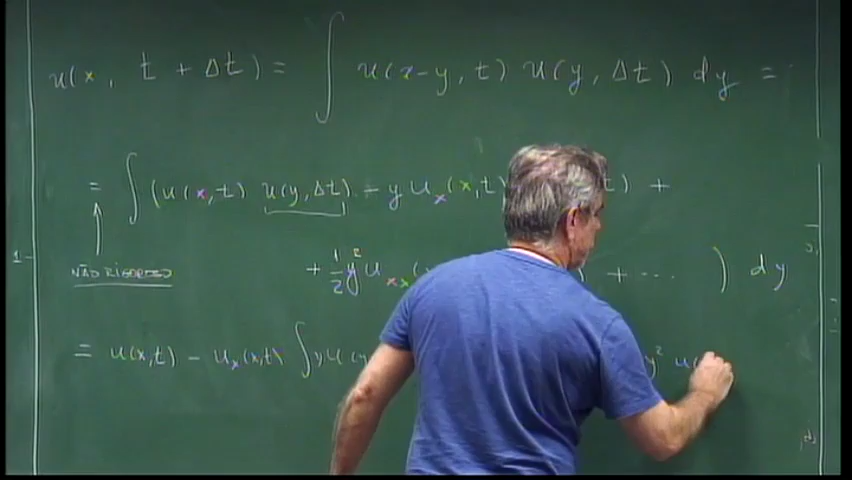 u(x, t + Δt) = ∫ u(x-y, t) u(y, Δt) dy =
= ∫ (u(x,t) u(y,Δt) - y u_x(x,t) t) +
NÃO RIGOROSO + 1/2 y² u_xx ) + ... ) dy
= u(x,t) - u_x(x,t) ∫ y u(y y² u(